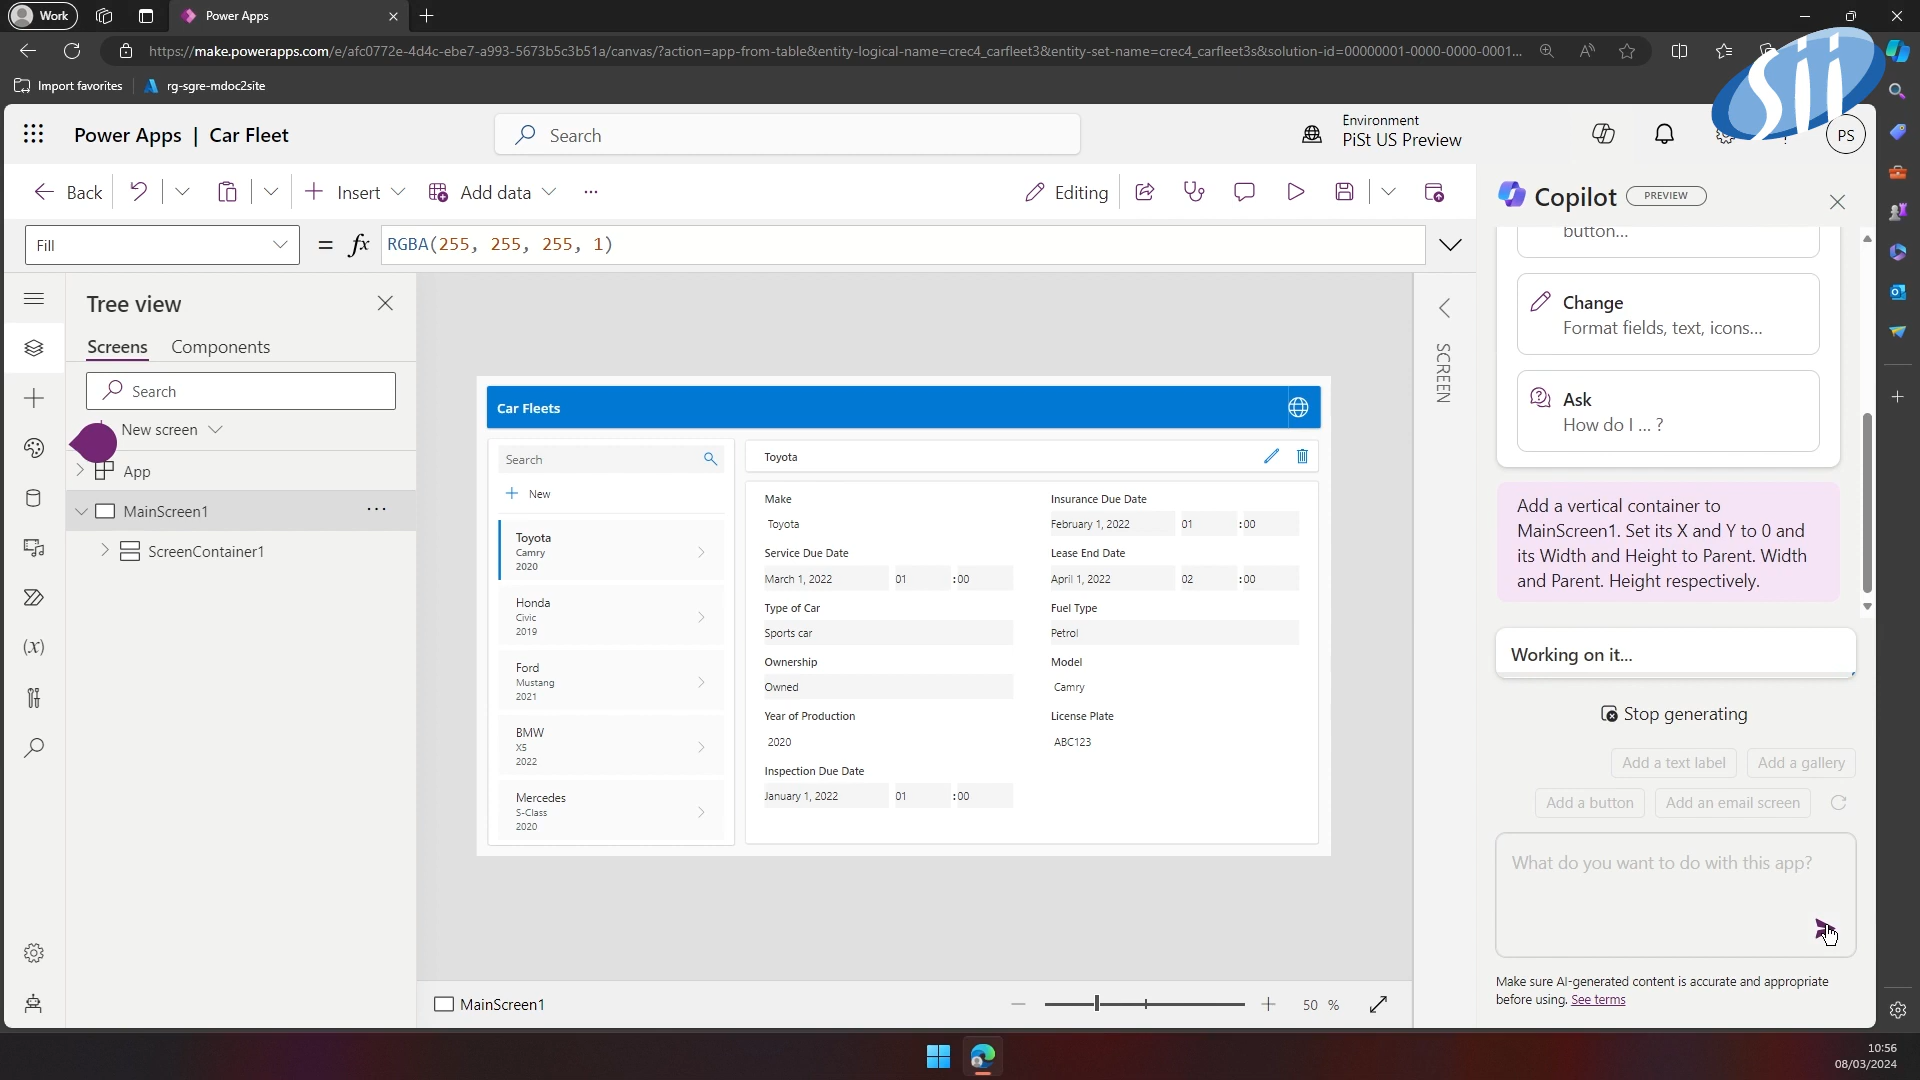 Work
Power Apps
https://make.powerapps.com/e/afc0772e-4d4c-ebe7-a993-5673b5c3b51a/canvas/?action=app-from-table&entity-logical-name=crec4_carfleet3&entity-set-name=crec4_carfleet3s&solution-id=00000001-0000-0000-0001...
Import favorites
rg-sgre-mdoc2site
sii
Power Apps | Car Fleet
Search
Environment
PiSt US Preview
PS
Back
Insert
Add data
...
Editing
Copilot
PREVIEW
Fill
= fx
RGBA(255, 255, 255, 1)
Tree view
Screens
Components
Search
New screen
App
MainScreen1
...
ScreenContainer1
Car Fleets
Search
New
Toyota
Camry
2020
Honda
Civic
2019
Ford
Mustang
2021
BMW
X5
2022
Mercedes
S-Class
2020
Toyota
Make
Toyota
Insurance Due Date
February 1, 2022 01 :00
Service Due Date
March 1, 2022 01 :00
Lease End Date
April 1, 2022 02 :00
Type of Car
Sports car
Fuel Type
Petrol
Ownership
Owned
Model
Camry
Year of Production
2020
License Plate
ABC123
Inspection Due Date
January 1, 2022 01 :00
SCREEN
button...
Change
Format fields, text, icons...
Ask
How do I ... ?
Add a vertical container to
MainScreen1. Set its X and Y to 0 and
its Width and Height to Parent. Width
and Parent. Height respectively.
Working on it...
Stop generating
Add a text label
Add a gallery
Add a button
Add an email screen
What do you want to do with this app?
Make sure AI-generated content is accurate and appropriate
before using. See terms
(x)
MainScreen1
50 %
10:56
08/03/2024